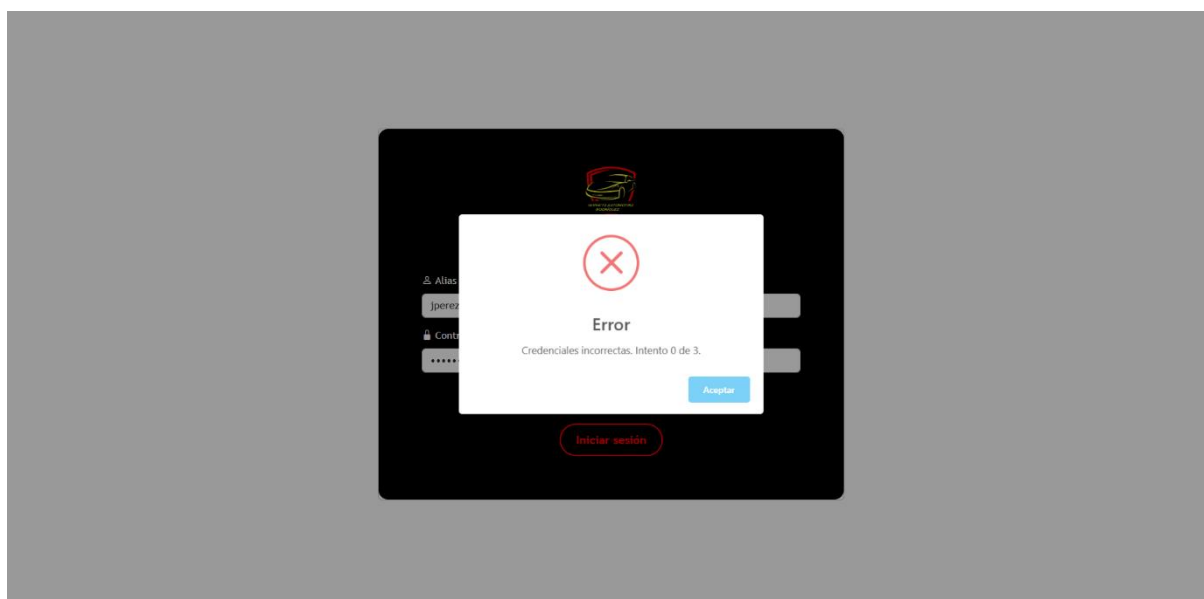 Alias
jperez
Contr
Error
Credenciales incorrectas. Intento 0 de 3.
Aceptar
Iniciar sesión